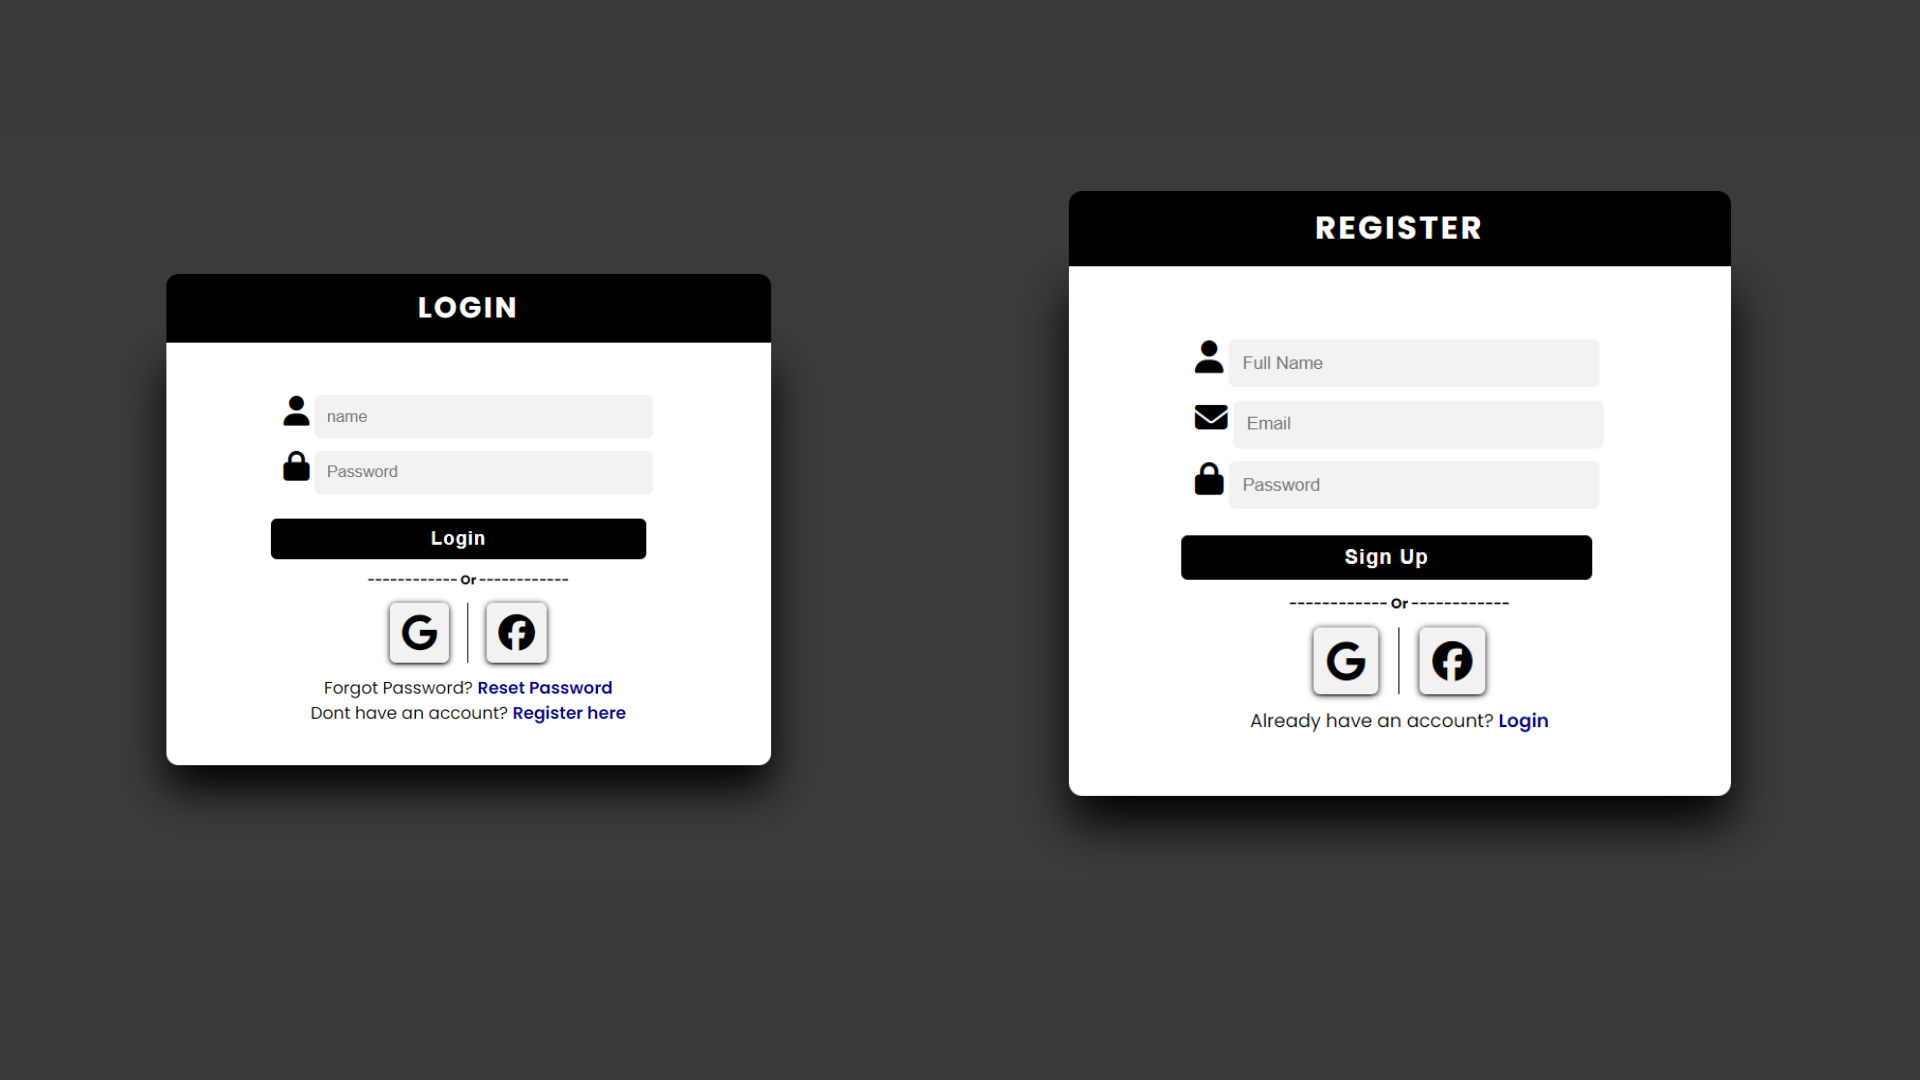 LOGIN
name
Password
Login
------------ Or ------------
Forgot Password? Reset Password
Dont have an account? Register here
REGISTER
Full Name
Email
Password
Sign Up
------------ Or ------------
Already have an account? Login